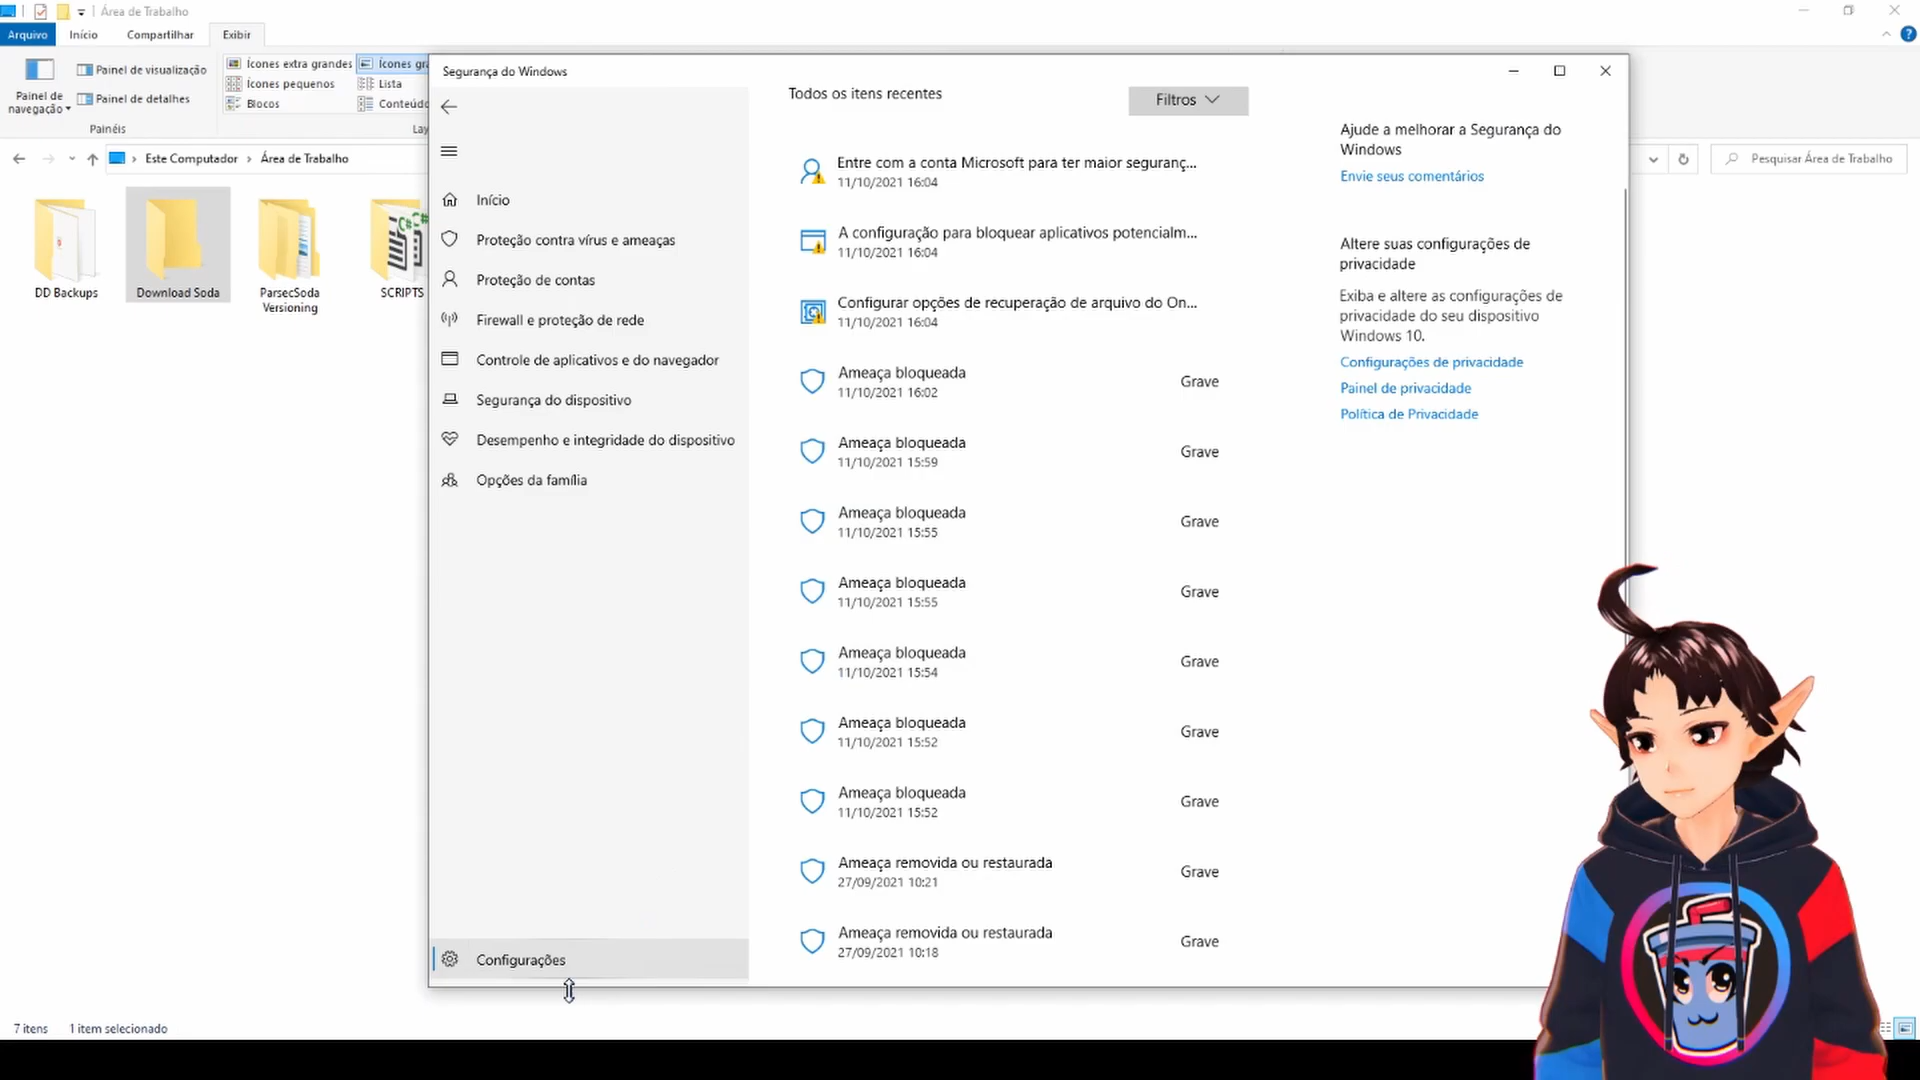 Área de Trabalho
Arquivo
Início
Compartilhar
Exibir
Painel de navegação
Painel de visualização
Painel de detalhes
Painéis
Ícones extra grandes
Ícones gra
Ícones pequenos
Lista
Blocos
Conteúdo
Lay
Este Computador
Área de Trabalho
Pesquisar Área de Trabalho
DD Backups
Download Soda
ParsecSoda
Versioning
C# C#
SCRIPTS
Segurança do Windows
Início
Proteção contra vírus e ameaças
Proteção de contas
Firewall e proteção de rede
Controle de aplicativos e do navegador
Segurança do dispositivo
Desempenho e integridade do dispositivo
Opções da família
Configurações
Todos os itens recentes
Filtros
Entre com a conta Microsoft para ter maior seguranç...
11/10/2021 16:04
A configuração para bloquear aplicativos potencialm...
11/10/2021 16:04
Configurar opções de recuperação de arquivo do On...
11/10/2021 16:04
Ameaça bloqueada
11/10/2021 16:02
Grave
Ameaça bloqueada
11/10/2021 15:59
Grave
Ameaça bloqueada
11/10/2021 15:55
Grave
Ameaça bloqueada
11/10/2021 15:55
Grave
Ameaça bloqueada
11/10/2021 15:54
Grave
Ameaça bloqueada
11/10/2021 15:52
Grave
Ameaça bloqueada
11/10/2021 15:52
Grave
Ameaça removida ou restaurada
27/09/2021 10:21
Grave
Ameaça removida ou restaurada
27/09/2021 10:18
Grave
Ajude a melhorar a Segurança do
Windows
Envie seus comentários
Altere suas configurações de
privacidade
Exiba e altere as configurações de
privacidade do seu dispositivo
Windows 10.
Configurações de privacidade
Painel de privacidade
Política de Privacidade
7 itens
1 item selecionado